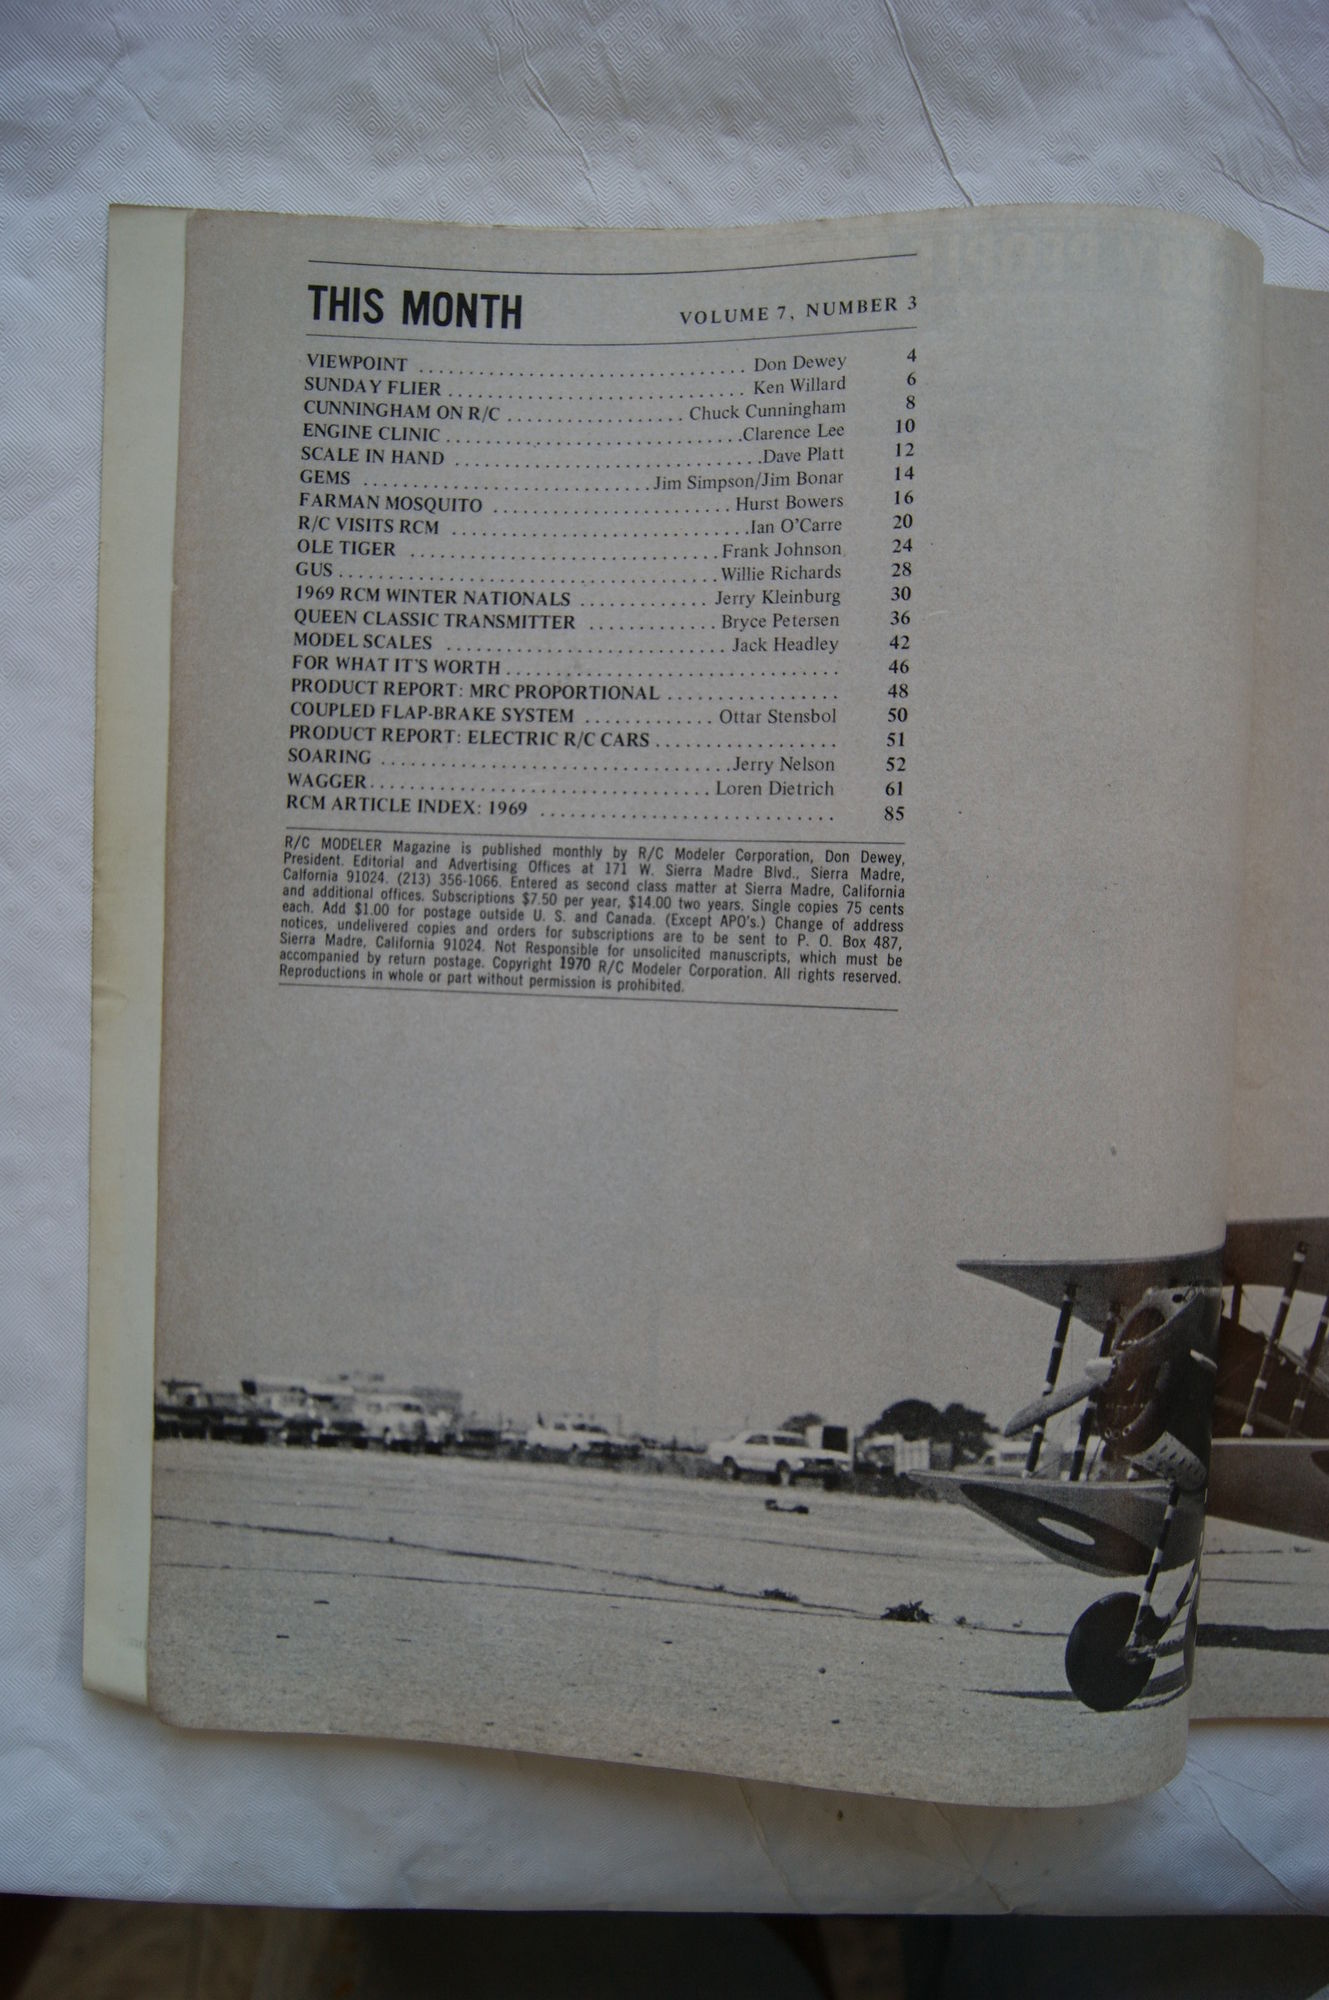 THIS MONTH VOLUME 7, NUMBER 3
VIEWPOINT ................................. Don Dewey 4
SUNDAY FLIER .............................. Ken Willard 6
CUNNINGHAM ON R/C .................. Chuck Cunningham 8
ENGINE CLINIC .............................. Clarence Lee 10
SCALE IN HAND ............................... Dave Platt 12
GEMS ............................. Jim Simpson/Jim Bonar 14
FARMAN MOSQUITO ........................ Hurst Bowers 16
R/C VISITS RCM .............................. Ian O'Carre 20
OLE TIGER ............................... Frank Johnson 24
GUS ...................................... Willie Richards 28
1969 RCM WINTER NATIONALS ............. Jerry Kleinburg 30
QUEEN CLASSIC TRANSMITTER ............. Bryce Petersen 36
MODEL SCALES ............................ Jack Headley 42
FOR WHAT IT'S WORTH .................................. 46
PRODUCT REPORT: MRC PROPORTIONAL .................. 48
COUPLED FLAP-BRAKE SYSTEM ............. Ottar Stensbol 50
PRODUCT REPORT: ELECTRIC R/C CARS ................... 51
SOARING .................................... Jerry Nelson 52
WAGGER................................... Loren Dietrich 61
RCM ARTICLE INDEX: 1969 .............................. 85
R/C MODELER Magazine is published monthly by R/C Modeler Corporation, Don Dewey,
President. Editorial and Advertising Offices at 171 W. Sierra Madre Blvd., Sierra Madre,
Calfornia 91024. (213) 356-1066. Entered as second class matter at Sierra Madre, California
and additional offices. Subscriptions $7.50 per year, $14.00 two years. Single copies 75 cents
each. Add $1.00 for postage outside U. S. and Canada. (Except APO's.) Change of address
notices, undelivered copies and orders for subscriptions are to be sent to P. O. Box 487,
Sierra Madre, California 91024. Not Responsible for unsolicited manuscripts, which must be
accompanied by return postage. Copyright 1970 R/C Modeler Corporation. All rights reserved.
Reproductions in whole or part without permission is prohibited.